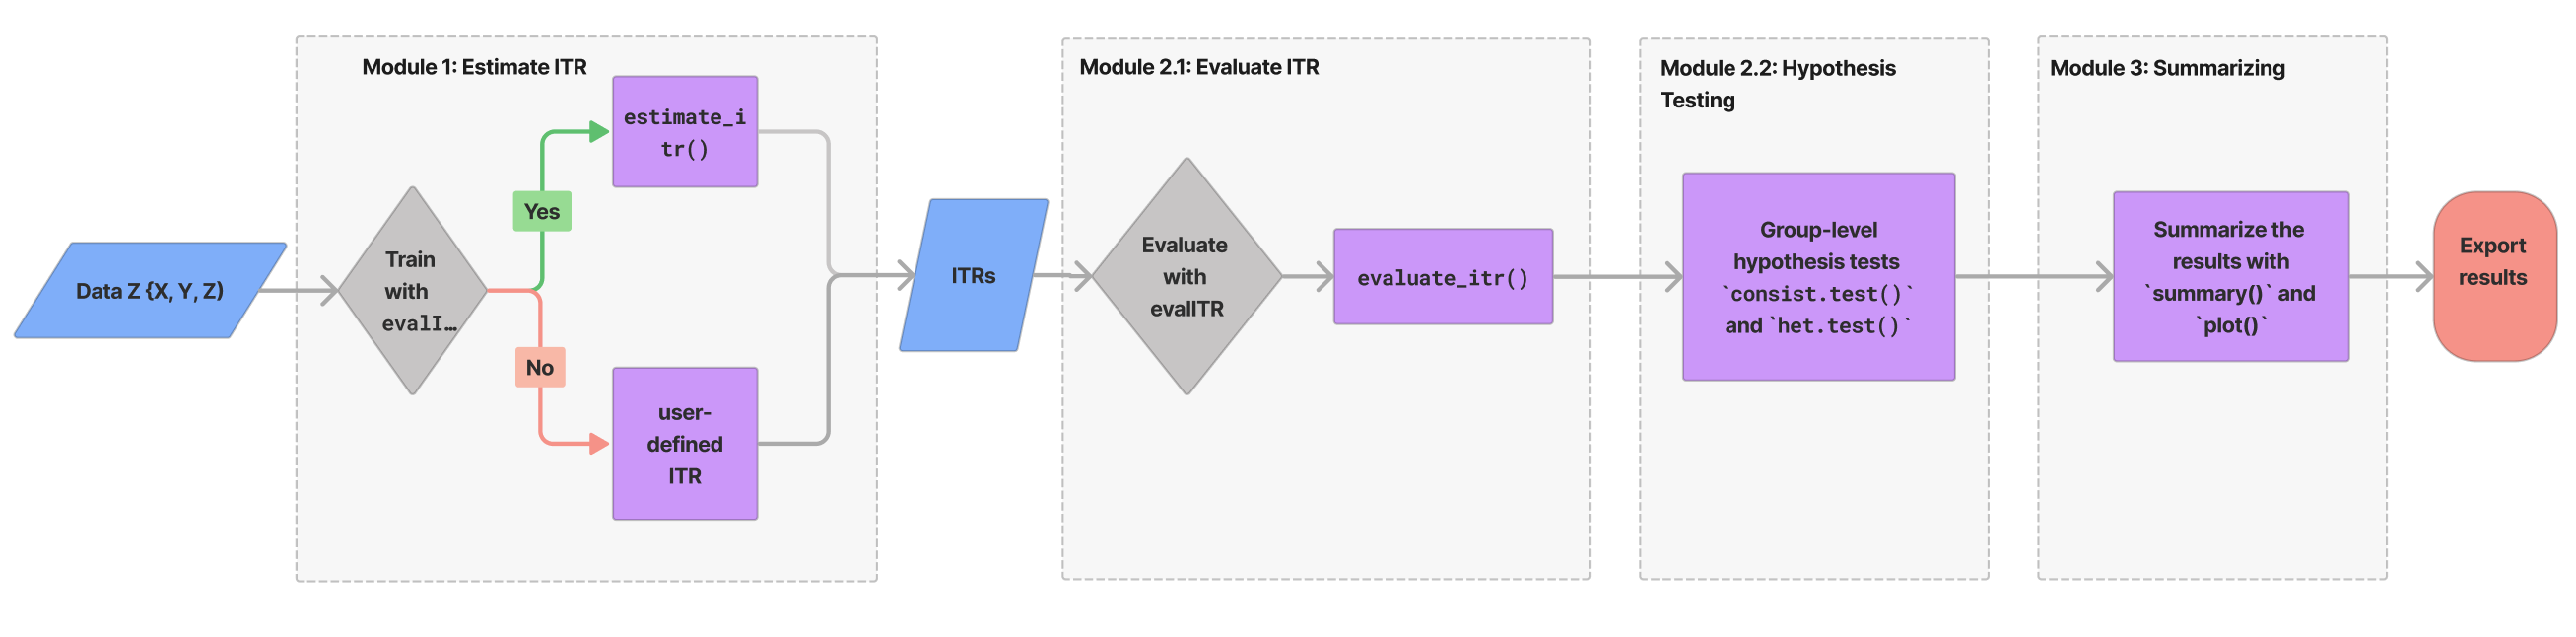 Data Z {X, Y, Z)
Module 1: Estimate ITR
Train
with
evalI…
Yes
No
estimate_i
tr()
user-
defined
ITR
ITRs
Module 2.1: Evaluate ITR
Evaluate
with
evalITR
evaluate_itr()
Module 2.2: Hypothesis
Testing
Group-level
hypothesis tests
`consist.test()`
and `het.test()`
Module 3: Summarizing
Summarize the
results with
`summary()` and
`plot()`
Export
results